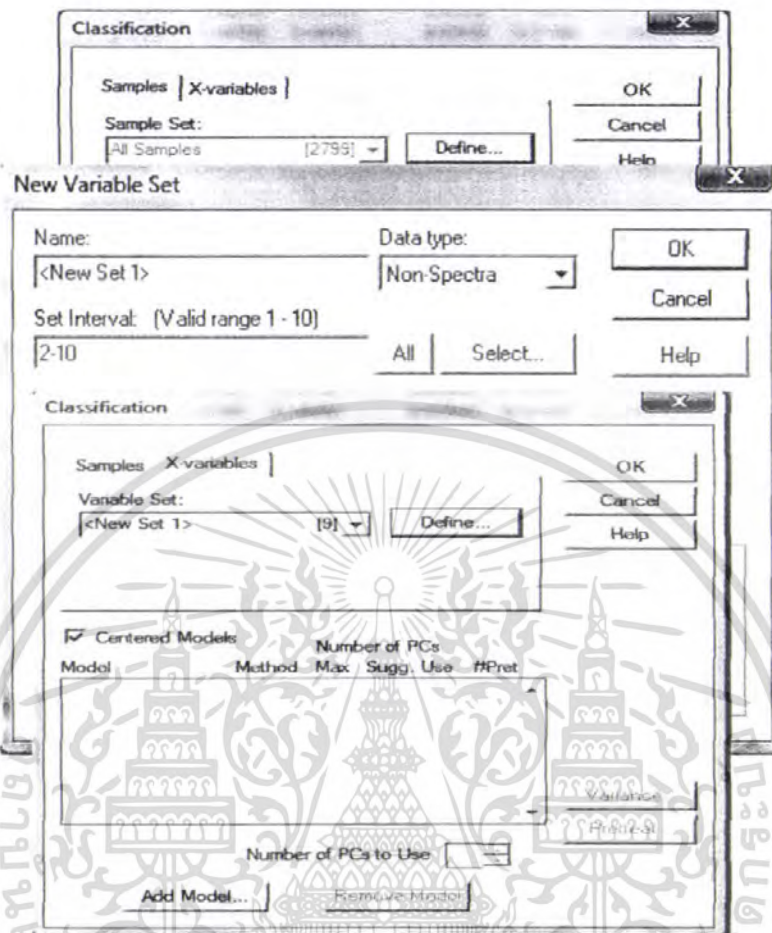 Classification
Samples X-variables
OK
Sample Set:
Cancel
All Samples [2799]
Define...
Help
New Variable Set
Name:
Data type:
OK
<New Set 1>
Non-Spectra
Cancel
Set Interval: (Valid range 1 - 10)
2-10
All
Select...
Help
Classification
Samples X-variables
OK
Variable Set:
Cancel
<New Set 1> [9]
Define...
Help
Centered Models
Number of PCs
Model Method Max Sugg. Use #Pret
Variance
Number of PCs to Use
Add Model...
Remove Model